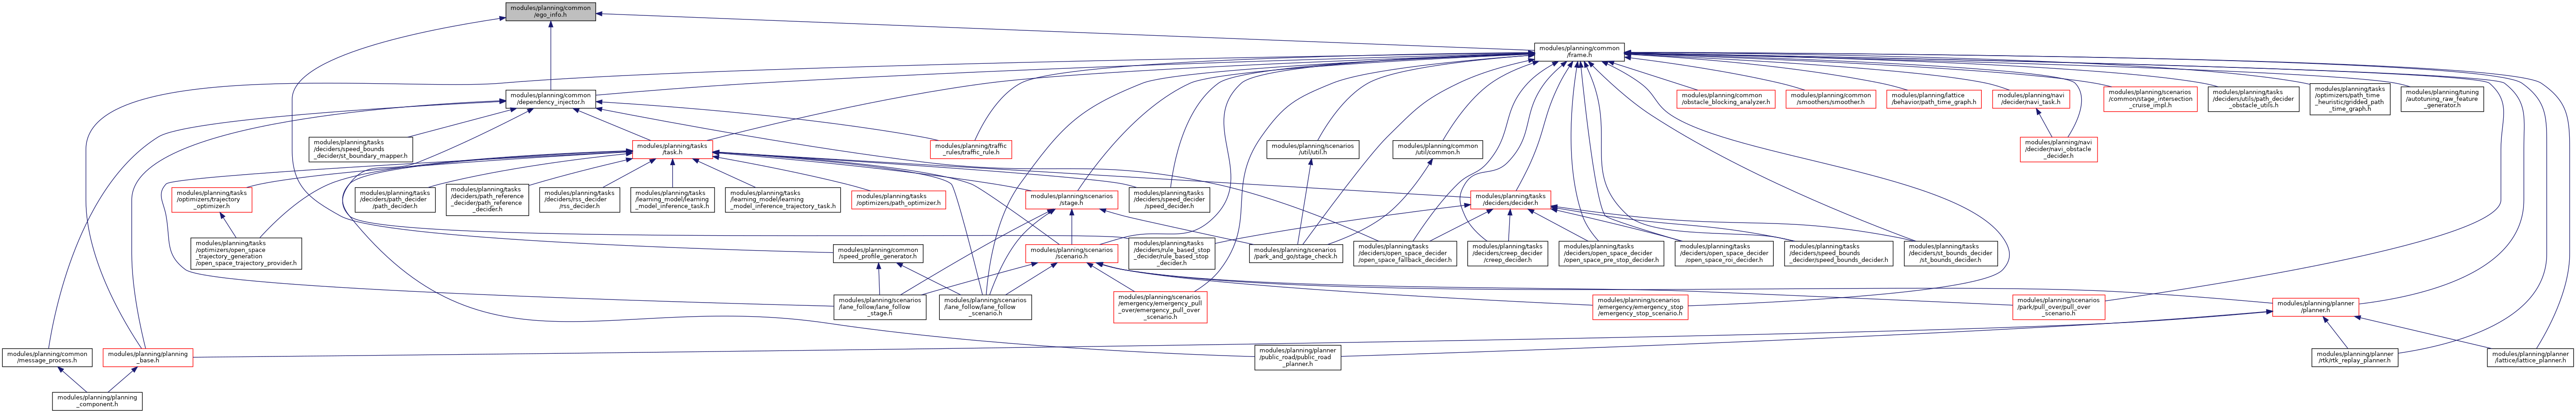 modules/planning/common
/ego_info.h
modules/planning/common
/frame.h
modules/planning/common
/dependency_injector.h
modules/planning/common
/obstacle_blocking_analyzer.h
modules/planning/common
/smoothers/smoother.h
modules/planning/lattice
/behavior/path_time_graph.h
modules/planning/navi
/decider/navi_task.h
modules/planning/scenarios
/common/stage_intersection
_cruise_impl.h
modules/planning/tasks
/deciders/utils/path_decider
_obstacle_utils.h
modules/planning/tasks
/optimizers/path_time
_heuristic/gridded_path
_time_graph.h
modules/planning/tuning
/autotuning_raw_feature
_generator.h
modules/planning/tasks
/deciders/speed_bounds
_decider/st_boundary_mapper.h
modules/planning/tasks
/task.h
modules/planning/traffic
_rules/traffic_rule.h
modules/planning/scenarios
/util/util.h
modules/planning/common
/util/common.h
modules/planning/navi
/decider/navi_obstacle
_decider.h
modules/planning/tasks
/optimizers/trajectory
_optimizer.h
modules/planning/tasks
/deciders/path_decider
/path_decider.h
modules/planning/tasks
/deciders/path_reference
_decider/path_reference
_decider.h
modules/planning/tasks
/deciders/rss_decider
/rss_decider.h
modules/planning/tasks
/learning_model/learning
_model_inference_task.h
modules/planning/tasks
/learning_model/learning
_model_inference_trajectory_task.h
modules/planning/tasks
/optimizers/path_optimizer.h
modules/planning/scenarios
/stage.h
modules/planning/tasks
/deciders/speed_decider
/speed_decider.h
modules/planning/tasks
/deciders/decider.h
modules/planning/tasks
/optimizers/open_space
_trajectory_generation
/open_space_trajectory_provider.h
modules/planning/common
/speed_profile_generator.h
modules/planning/scenarios
/scenario.h
modules/planning/tasks
/deciders/rule_based_stop
_decider/rule_based_stop
_decider.h
modules/planning/scenarios
/park_and_go/stage_check.h
modules/planning/tasks
/deciders/open_space_decider
/open_space_fallback_decider.h
modules/planning/tasks
/deciders/creep_decider
/creep_decider.h
modules/planning/tasks
/deciders/open_space_decider
/open_space_pre_stop_decider.h
modules/planning/tasks
/deciders/open_space_decider
/open_space_roi_decider.h
modules/planning/tasks
/deciders/speed_bounds
_decider/speed_bounds_decider.h
modules/planning/tasks
/deciders/st_bounds_decider
/st_bounds_decider.h
modules/planning/scenarios
/lane_follow/lane_follow
_stage.h
modules/planning/scenarios
/lane_follow/lane_follow
_scenario.h
modules/planning/scenarios
/emergency/emergency_pull
_over/emergency_pull_over
_scenario.h
modules/planning/scenarios
/emergency/emergency_stop
/emergency_stop_scenario.h
modules/planning/scenarios
/park/pull_over/pull_over
_scenario.h
modules/planning/planner
/planner.h
modules/planning/common
/message_process.h
modules/planning/planning
_base.h
modules/planning/planner
/public_road/public_road
_planner.h
modules/planning/planner
/rtk/rtk_replay_planner.h
modules/planning/planner
/lattice/lattice_planner.h
modules/planning/planning
_component.h